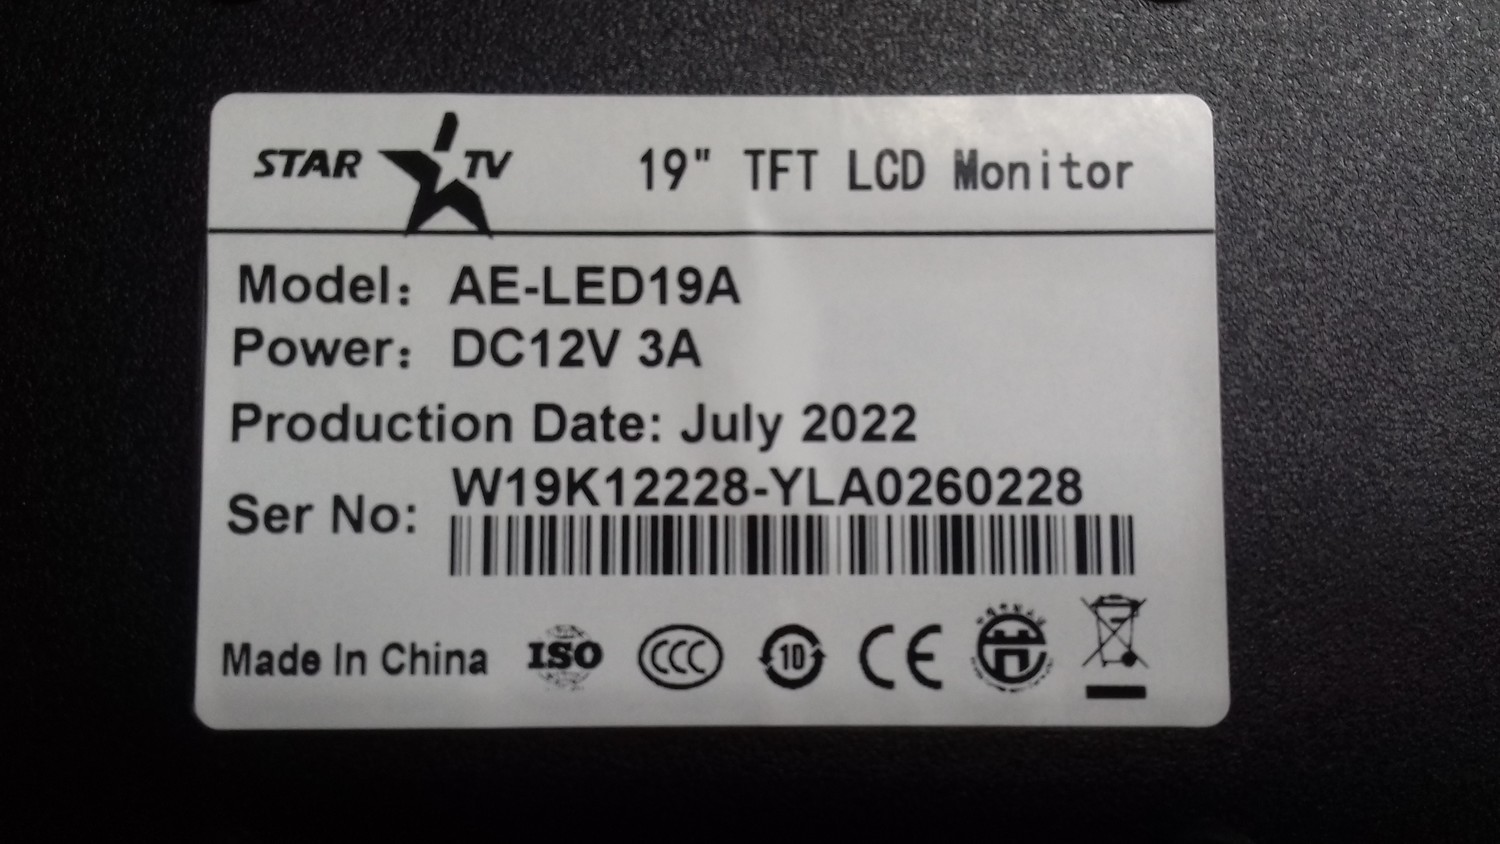 STAR TV
19" TFT LCD Monitor
Model: AE-LED19A
Power: DC12V 3A
Production Date: July 2022
W19K12228-YLA0260228
Ser No:
Made In China ISO CCC 10 CE